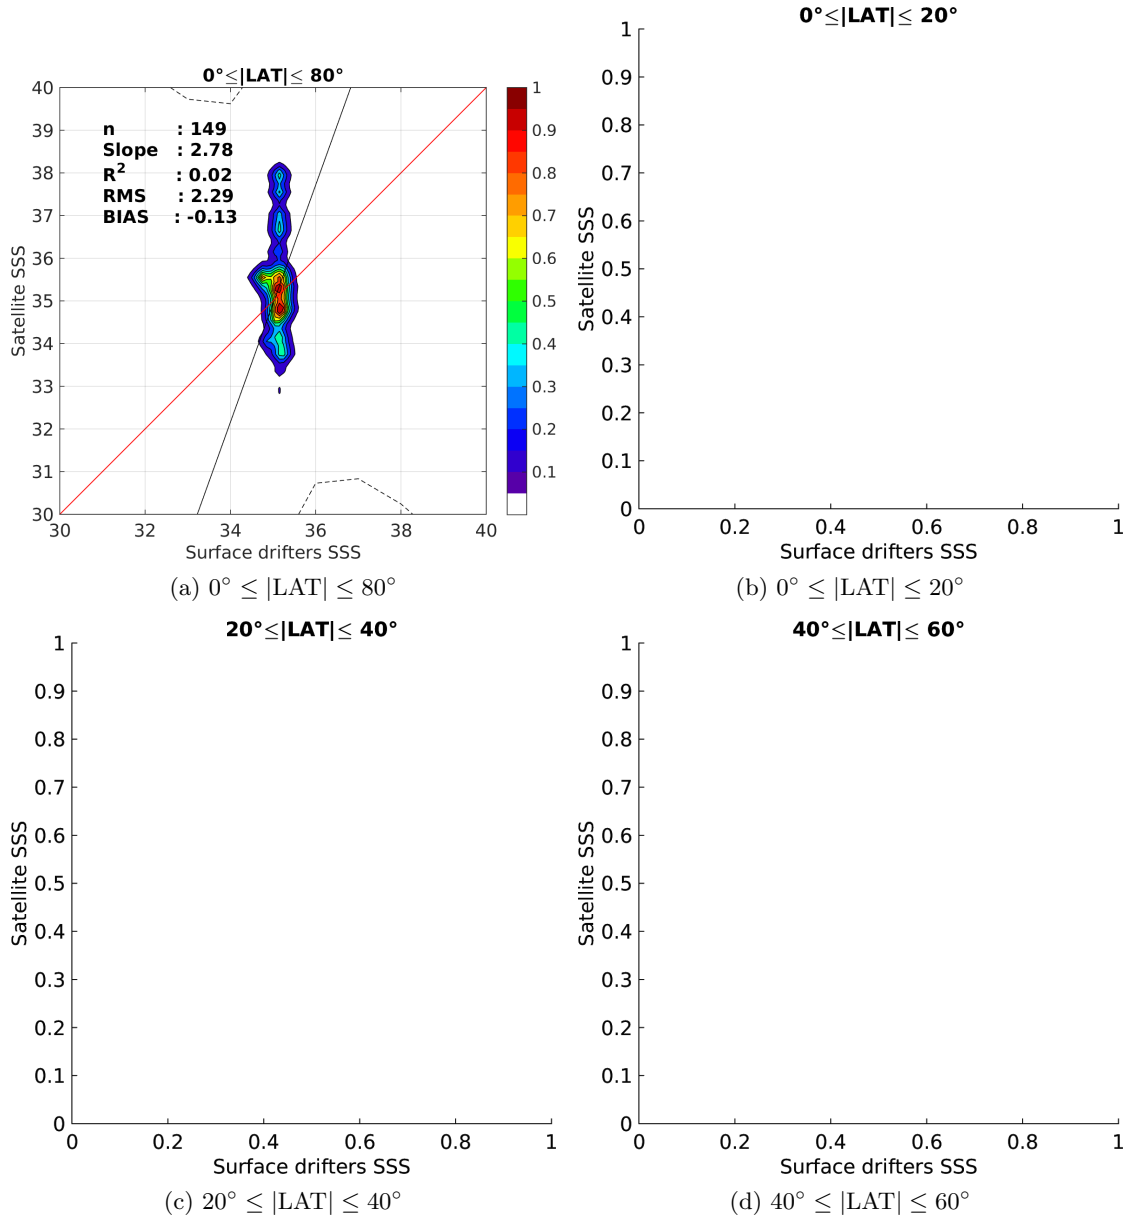 0°≤|LAT|≤ 80°
40
39
38
37
36
35
34
33
32
31
30
30 32 34 36 38 40
n : 149
Slope : 2.78
R² : 0.02
RMS : 2.29
BIAS : -0.13
1
0.9
0.8
0.7
0.6
0.5
0.4
0.3
0.2
0.1
Satellite SSS
Surface drifters SSS
(a) 0° ≤ |LAT| ≤ 80°
0°≤|LAT|≤ 20°
1
0.9
0.8
0.7
0.6
0.5
0.4
0.3
0.2
0.1
0
0 0.2 0.4 0.6 0.8 1
Satellite SSS
Surface drifters SSS
(b) 0° ≤ |LAT| ≤ 20°
20°≤|LAT|≤ 40°
1
0.9
0.8
0.7
0.6
0.5
0.4
0.3
0.2
0.1
0
0 0.2 0.4 0.6 0.8 1
Satellite SSS
Surface drifters SSS
(c) 20° ≤ |LAT| ≤ 40°
40°≤|LAT|≤ 60°
1
0.9
0.8
0.7
0.6
0.5
0.4
0.3
0.2
0.1
0
0 0.2 0.4 0.6 0.8 1
Satellite SSS
Surface drifters SSS
(d) 40° ≤ |LAT| ≤ 60°